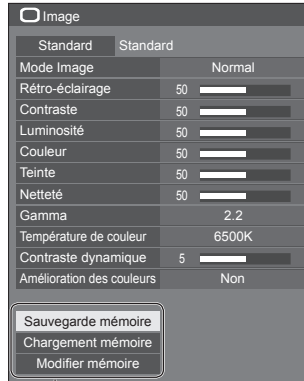 Image
Standard Standard
Mode Image Normal
Rétro-éclairage 50
Contraste 50
Luminosité 50
Couleur 50
Teinte 50
Netteté 50
Gamma 2.2
Température de couleur 6500K
Contraste dynamique 5
Amélioration des couleurs Non
Sauvegarde mémoire
Chargement mémoire
Modifier mémoire